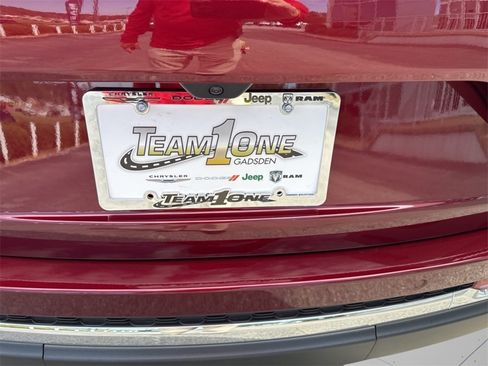 CHRYSLER DODGE Jeep RAM
TEAM 1 ONE
GADSDEN
CHRYSLER DODGE Jeep RAM
TEAM 1 ONE